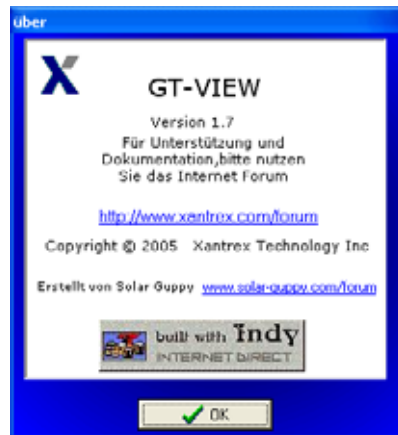 über
X
GT-VIEW
Version 1.7
Für Unterstützung und
Dokumentation,bitte nutzen
Sie das Internet Forum
http://www.xantrex.com/forum
Copyright © 2005 Xantrex Technology Inc
Erstellt von Solar Guppy www.solar-guppy.com/forum
built with Indy
INTERNET DIRECT
OK